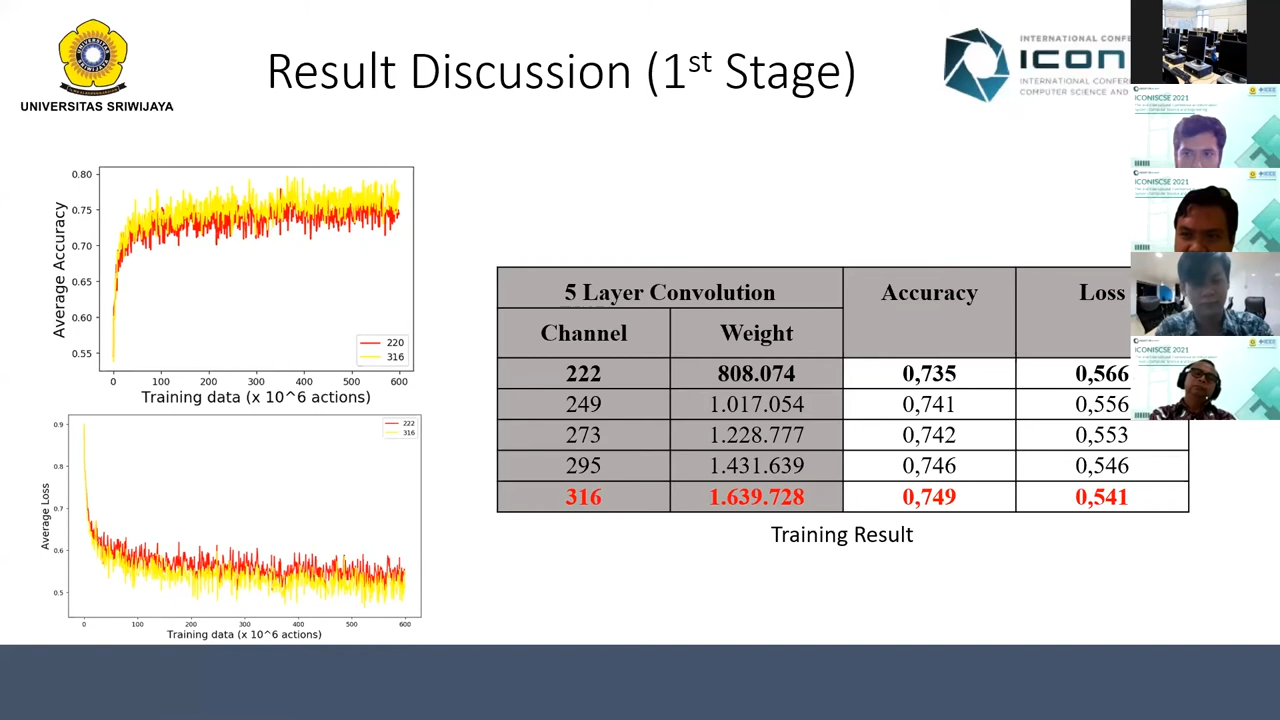 UNIVERSITAS SRIWIJAYA
Result Discussion (1st Stage)
INTERNATIONAL CONFE
ICON
INTERNATIONAL CONFERE
COMPUTER SCIENCE AND
ICONISCSE 2021
ICONISCSE 2021
ICONISCSE 2021
Average Accuracy
0.80
0.75
0.70
0.65
0.60
0.55
220
316
0 100 200 300 400 500 600
Training data (x 10^6 actions)
Average Loss
0.9
0.8
0.7
0.6
0.5
222
316
0 100 200 300 400 500 600
Training data (x 10^6 actions)
5 Layer Convolution Accuracy Loss
Channel Weight
222 808.074 0,735 0,566
249 1.017.054 0,741 0,556
273 1.228.777 0,742 0,553
295 1.431.639 0,746 0,546
316 1.639.728 0,749 0,541
Training Result